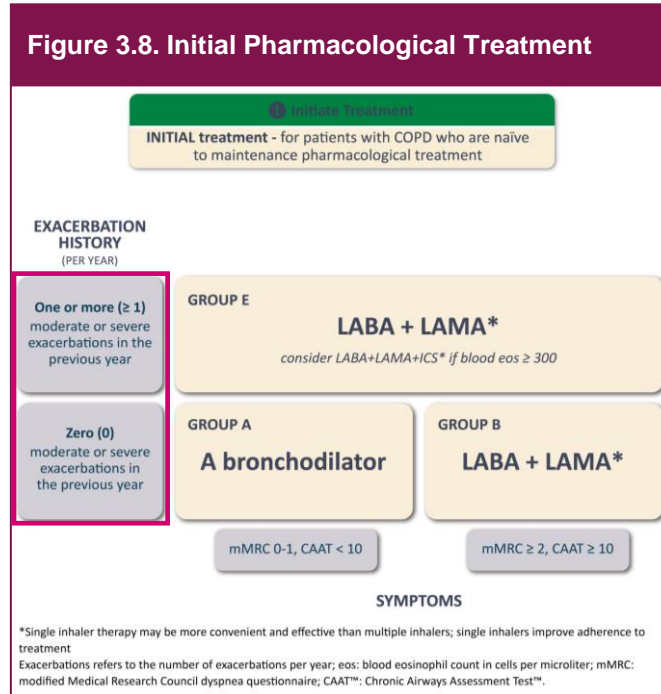 Figure 3.8. Initial Pharmacological Treatment
1 Initiate Treatment
INITIAL treatment - for patients with COPD who are naïve
to maintenance pharmacological treatment
EXACERBATION
HISTORY
(PER YEAR)
One or more (≥ 1)
moderate or severe
exacerbations in the
previous year
GROUP E
LABA + LAMA*
consider LABA+LAMA+ICS* if blood eos ≥ 300
Zero (0)
moderate or severe
exacerbations in
the previous year
GROUP A
A bronchodilator
GROUP B
LABA + LAMA*
mMRC 0-1, CAAT < 10
mMRC ≥ 2, CAAT ≥ 10
SYMPTOMS
*Single inhaler therapy may be more convenient and effective than multiple inhalers; single inhalers improve adherence to
treatment
Exacerbations refers to the number of exacerbations per year; eos: blood eosinophil count in cells per microliter; mMRC:
modified Medical Research Council dyspnea questionnaire; CAAT™: Chronic Airways Assessment Test™.